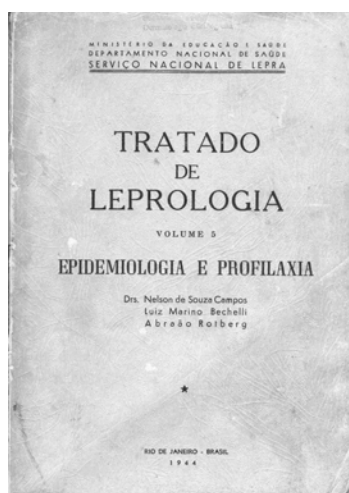 MINISTÉRIO DA EDUCAÇÃO E SAÚDE
DEPARTAMENTO NACIONAL DE SAÚDE
SERVIÇO NACIONAL DE LEPRA
TRATADO
DE
LEPROLOGIA
VOLUME 5
EPIDEMIOLOGIA E PROFILAXIA
Drs. Nelson de Souza Campos
Luiz Marino Bechelli
Abraão Rotberg
RIO DE JANEIRO - BRASIL
1944